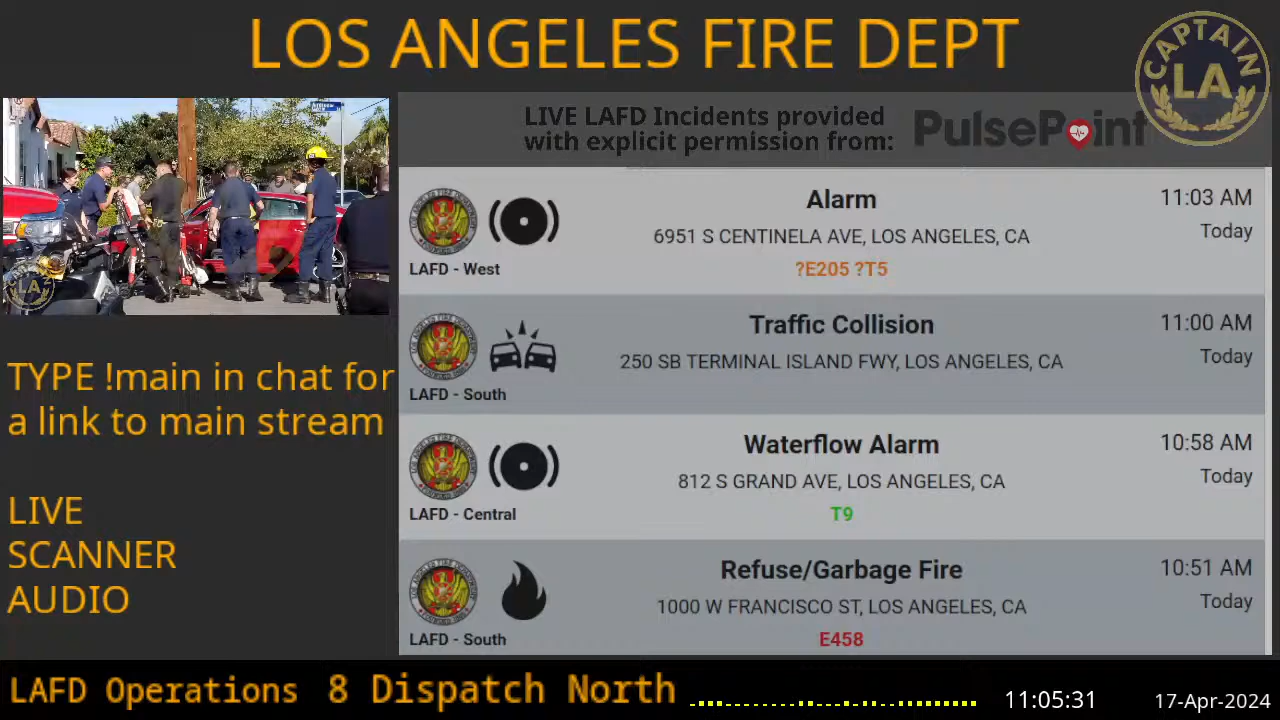 LOS ANGELES FIRE DEPT
CAPTAIN
LA
LIVE LAFD Incidents provided
with explicit permission from:
PulsePoint
Alarm
11:03 AM
6951 S CENTINELA AVE, LOS ANGELES, CA
Today
LAFD - West
?E205 ?T5
Traffic Collision
11:00 AM
250 SB TERMINAL ISLAND FWY, LOS ANGELES, CA
Today
LAFD - South
Waterflow Alarm
10:58 AM
812 S GRAND AVE, LOS ANGELES, CA
Today
LAFD - Central
T9
Refuse/Garbage Fire
10:51 AM
1000 W FRANCISCO ST, LOS ANGELES, CA
Today
LAFD - South
E458
LA
TYPE !main in chat for
a link to main stream
LIVE
SCANNER
AUDIO
LAFD Operations 8 Dispatch North
11:05:31
17-Apr-2024